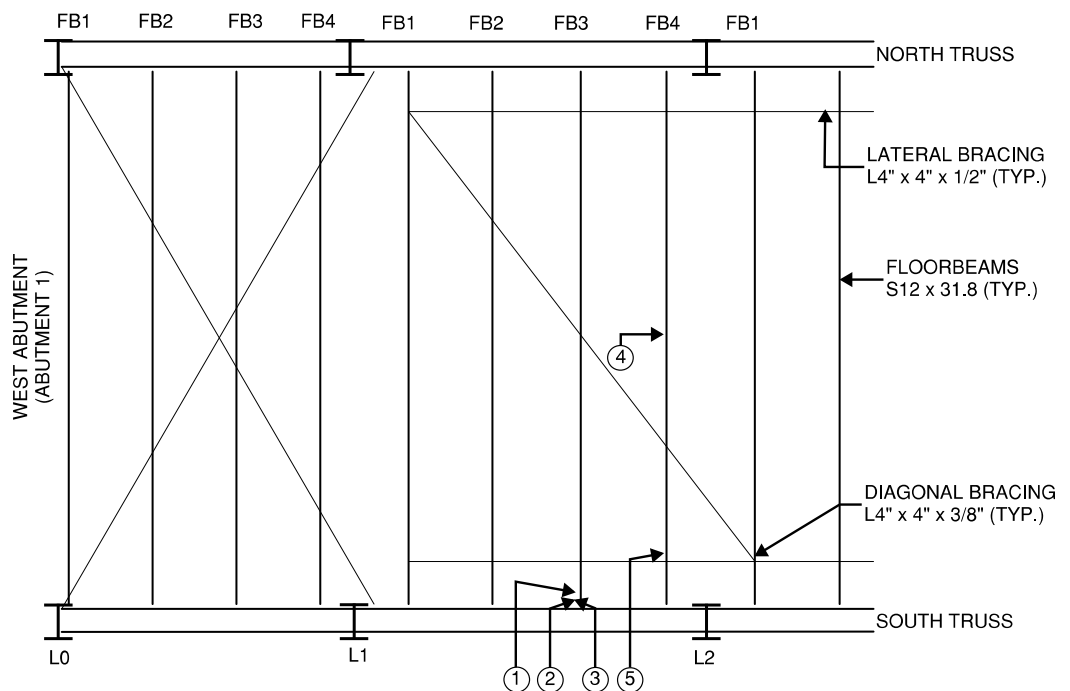 FB1 FB2 FB3 FB4 FB1 FB2 FB3 FB4 FB1
NORTH TRUSS
LATERAL BRACING
L4" x 4" x 1/2" (TYP.)
WEST ABUTMENT
(ABUTMENT 1)
FLOORBEAMS
S12 x 31.8 (TYP.)
4
DIAGONAL BRACING
L4" x 4" x 3/8" (TYP.)
SOUTH TRUSS
L0 L1 L2
1 2 3 5